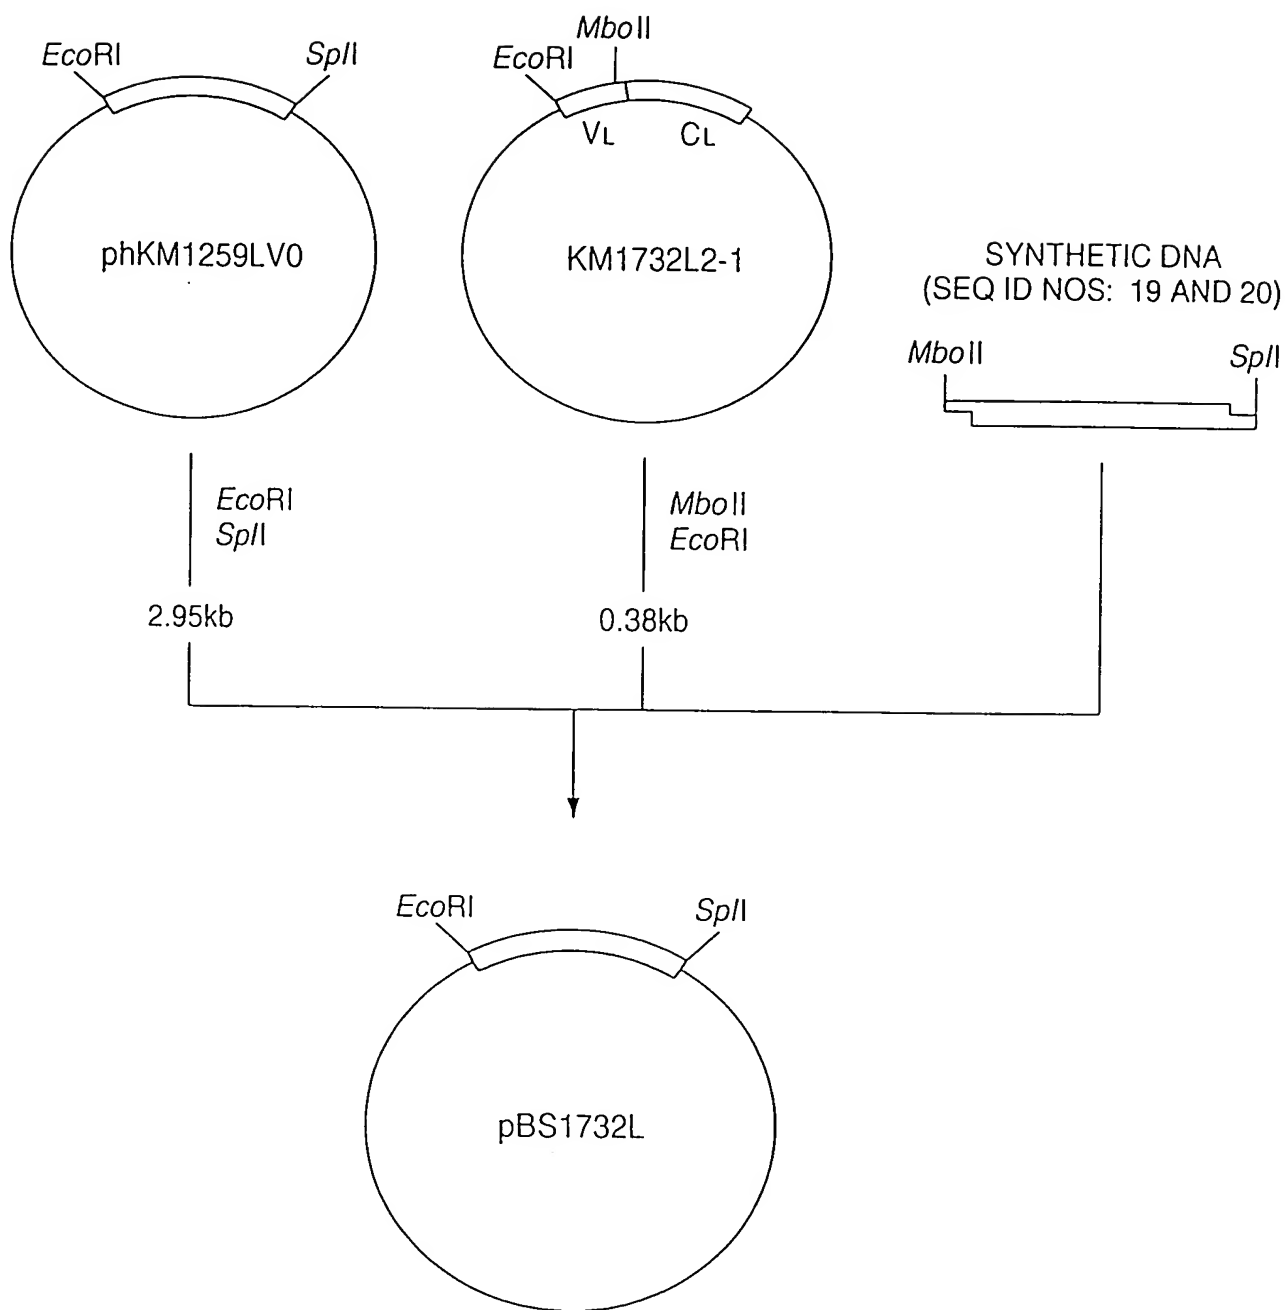 EcoRI
SplI
phKM1259LV0
MboII
EcoRI
VL
CL
KM1732L2-1
SYNTHETIC DNA
(SEQ ID NOS: 19 AND 20)
MboII
SplI
EcoRI
SplI
2.95kb
MboII
EcoRI
0.38kb
EcoRI
SplI
pBS1732L